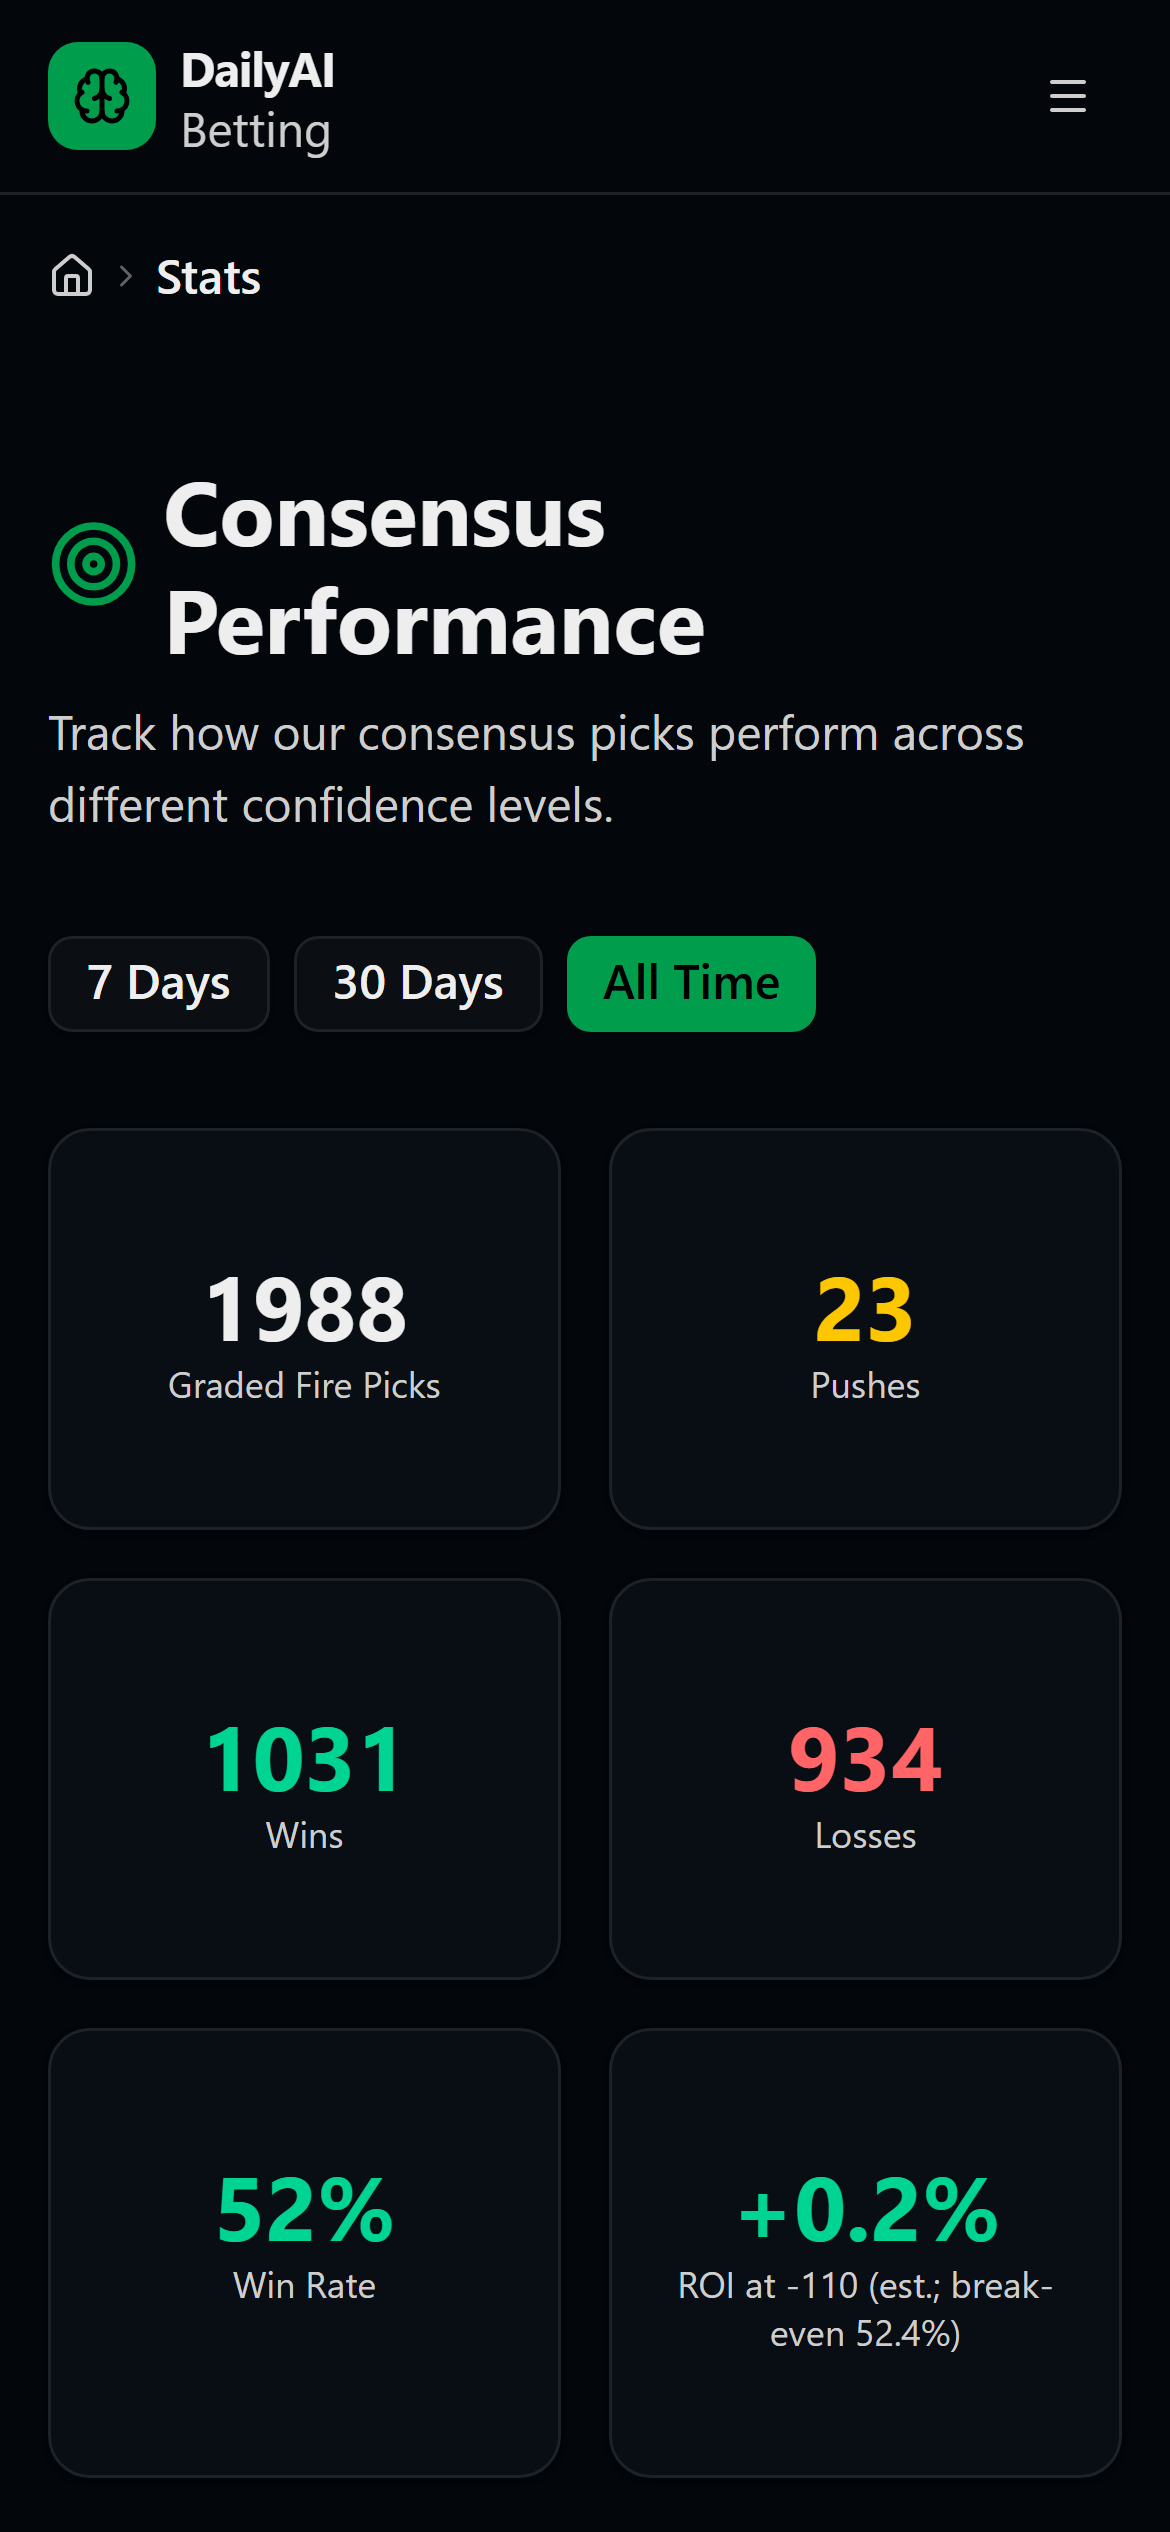 DailyAI
Betting
Stats
Consensus
Performance
Track how our consensus picks perform across
different confidence levels.
7 Days
30 Days
All Time
1988
Graded Fire Picks
23
Pushes
1031
Wins
934
Losses
52%
Win Rate
+0.2%
ROI at -110 (est.; break-
even 52.4%)